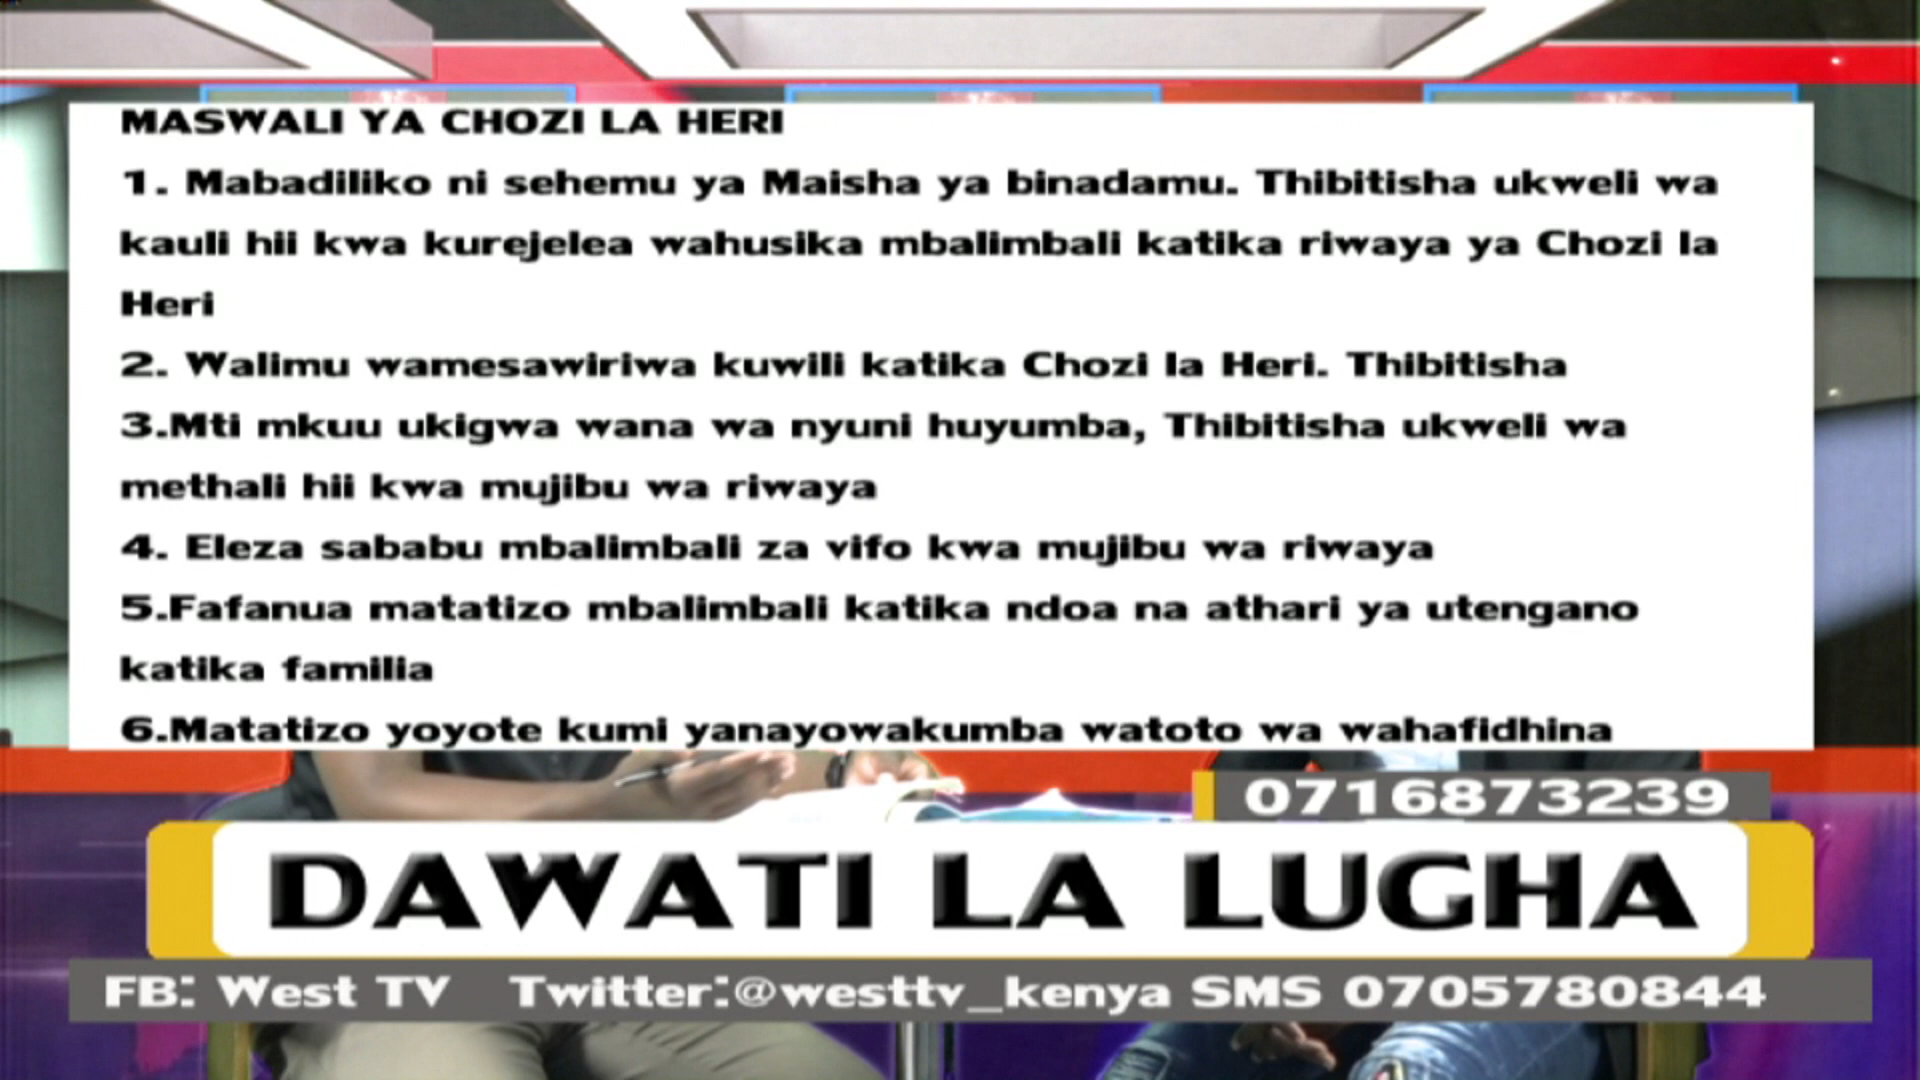 MASWALI YA CHOZI LA HERI
1. Mabadiliko ni sehemu ya Maisha ya binadamu. Thibitisha ukweli wa
kauli hii kwa kurejelea wahusika mbalimbali katika riwaya ya Chozi la
Heri
2. Walimu wamesawiriwa kuwili katika Chozi la Heri. Thibitisha
3.Mti mkuu ukigwa wana wa nyuni huyumba, Thibitisha ukweli wa
methali hii kwa mujibu wa riwaya
4. Eleza sababu mbalimbali za vifo kwa mujibu wa riwaya
5.Fafanua matatizo mbalimbali katika ndoa na athari ya utengano
katika familia
6.Matatizo yoyote kumi yanayowakumba watoto wa wahafidhina
0716873239
DAWATI LA LUGHA
FB: West TV Twitter:@westtv_kenya SMS 0705780844